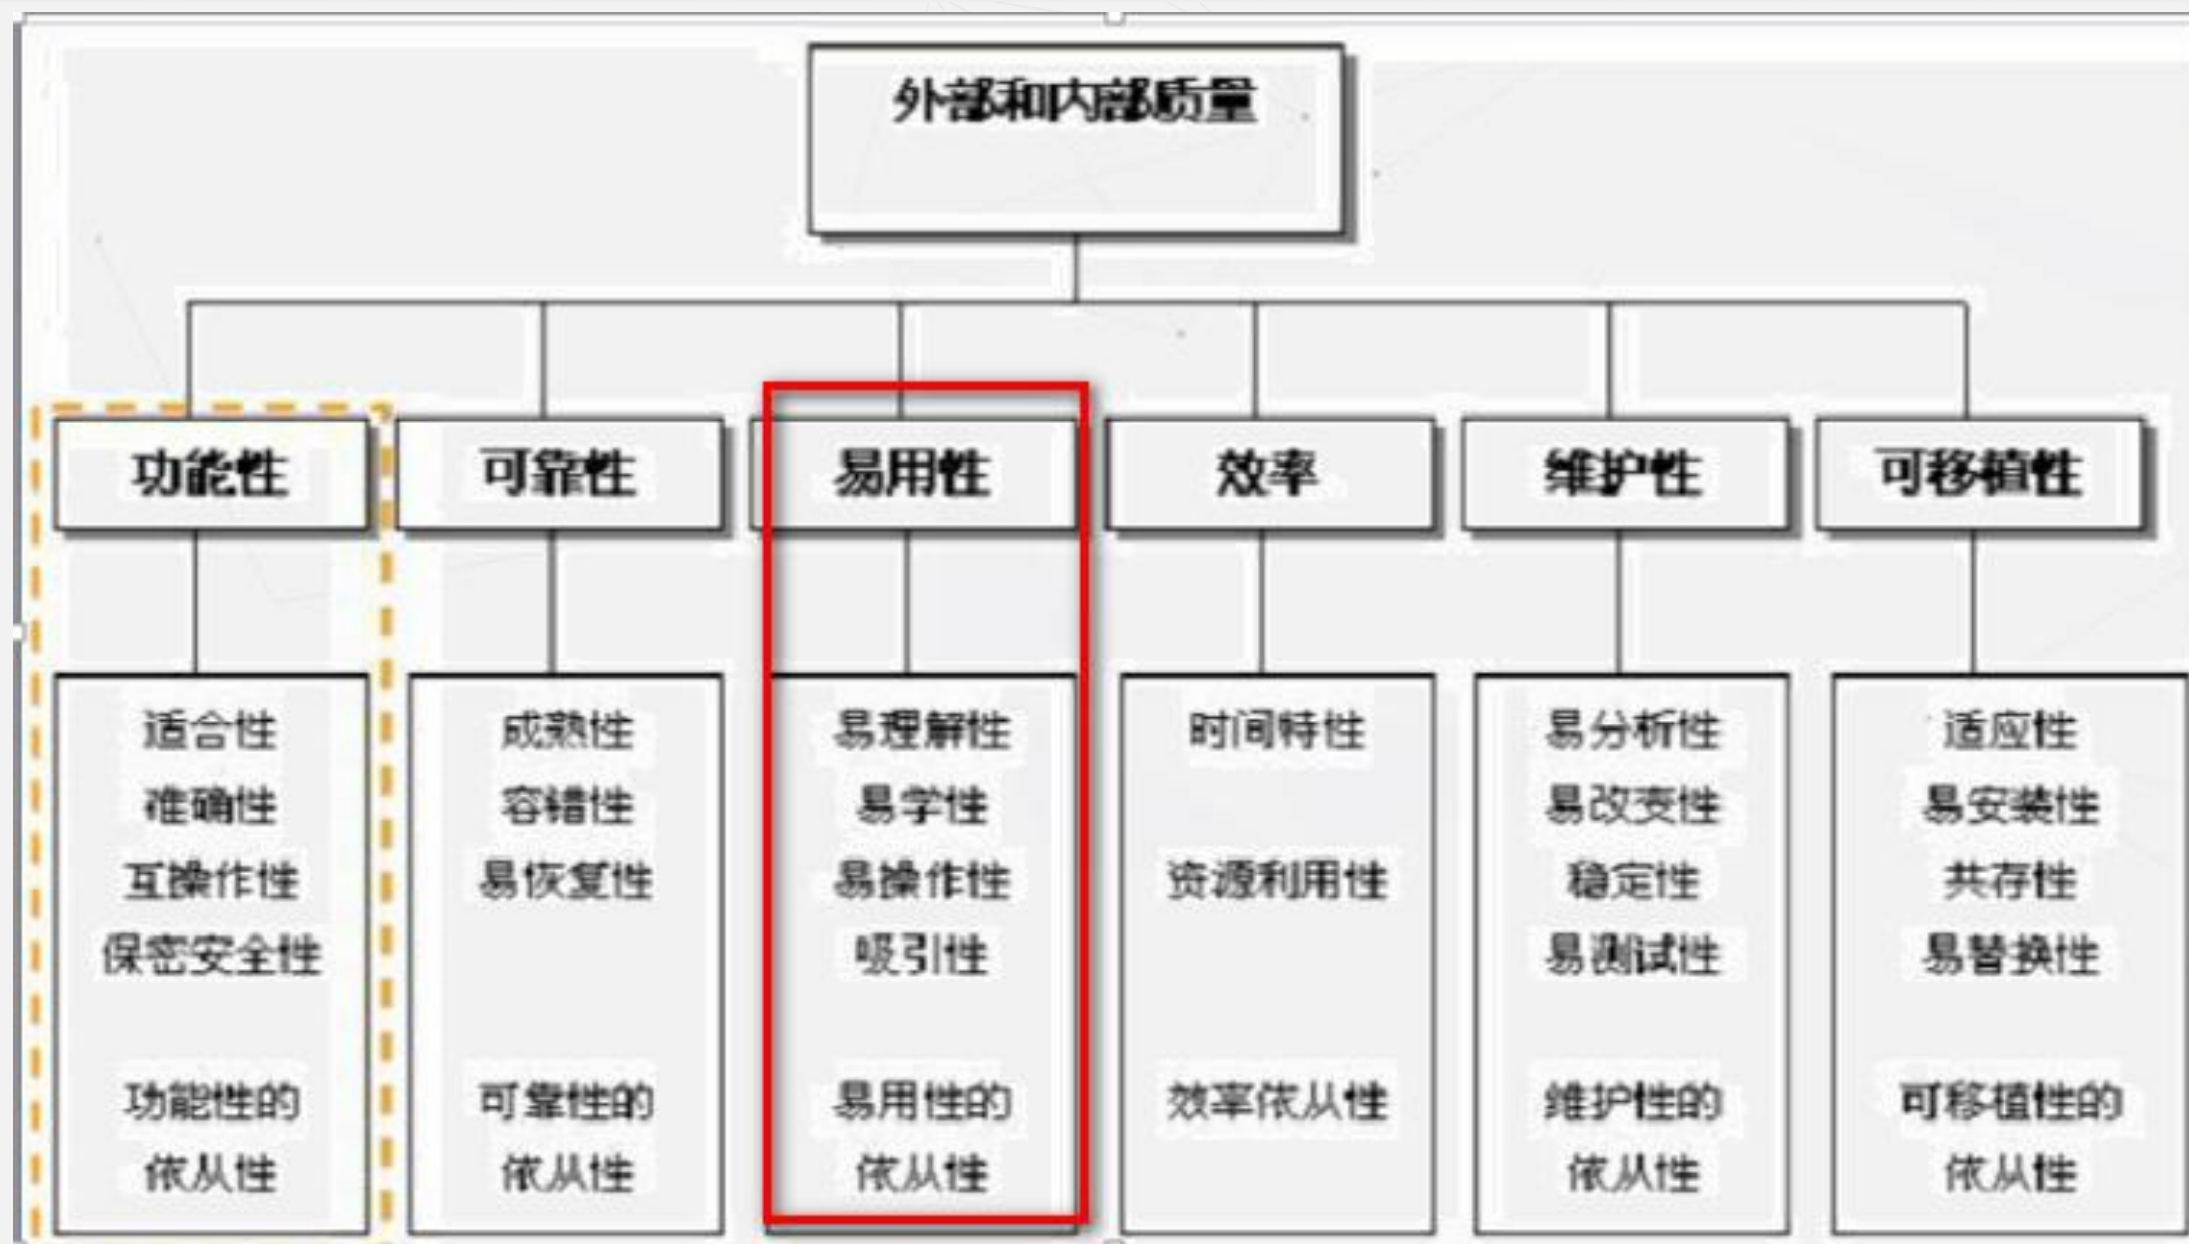 外部和内部质量
功能性
可靠性
易用性
效率
维护性
可移植性
适合性
准确性
互操作性
保密安全性
功能性的
依从性
成熟性
容错性
易恢复性
可靠性的
依从性
易理解性
易学性
易操作性
吸引性
易用性的
依从性
时间特性
资源利用性
效率依从性
易分析性
易改变性
稳定性
易测试性
维护性的
依从性
适应性
易安装性
共存性
易替换性
可移植性的
依从性